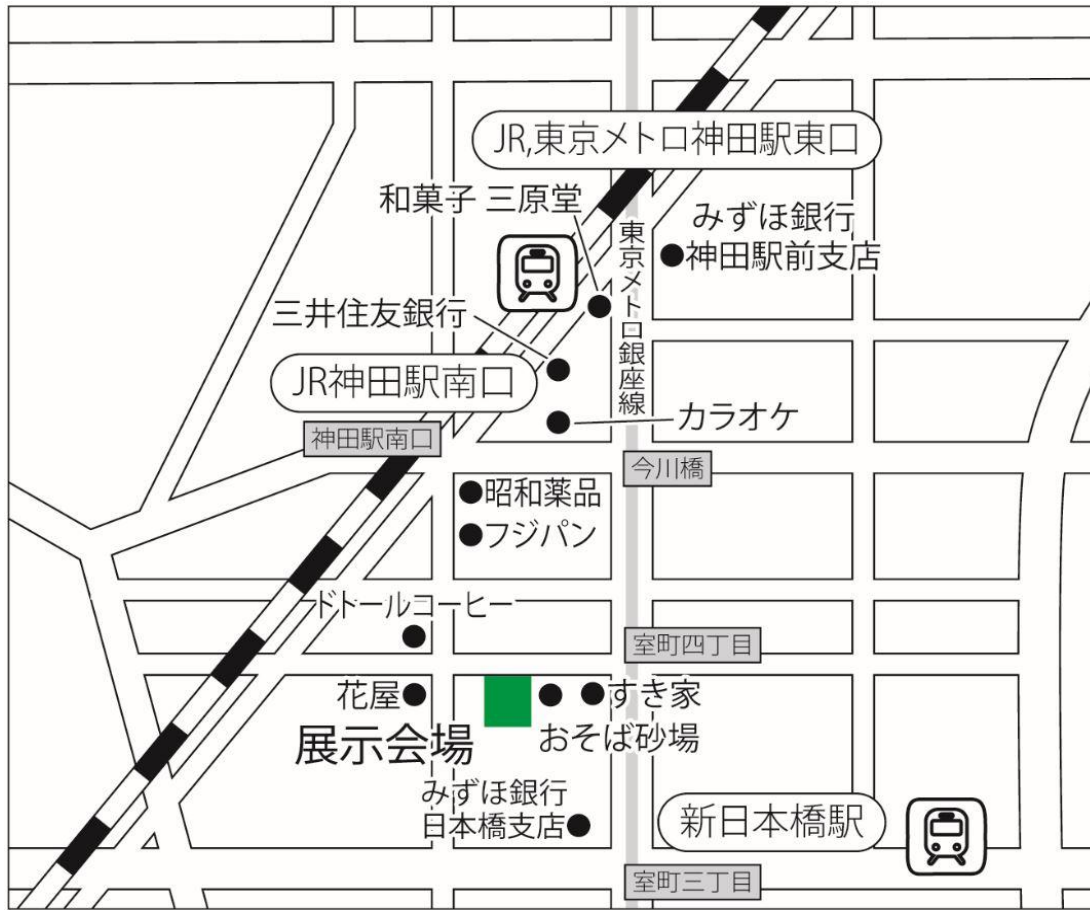 JR,東京メトロ神田駅東口
和菓子 三原堂
みずほ銀行
神田駅前支店
東京メトロ銀座線
三井住友銀行
JR神田駅南口
カラオケ
神田駅南口
今川橋
昭和薬品
フジパン
ドトールコーヒー
室町四丁目
花屋
すき家
展示会場
おそば砂場
みずほ銀行
日本橋支店
新日本橋駅
室町三丁目